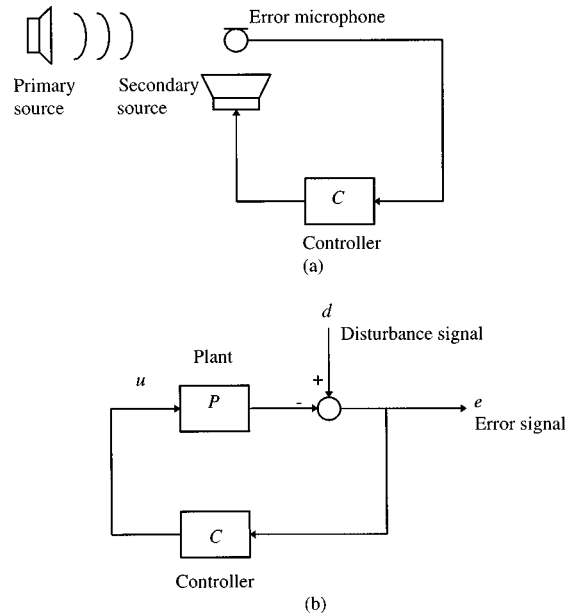 Error microphone
Primary
source
Secondary
source
C
Controller
(a)
d
Disturbance signal
Plant
u
+
P
-
e
Error signal
C
Controller
(b)